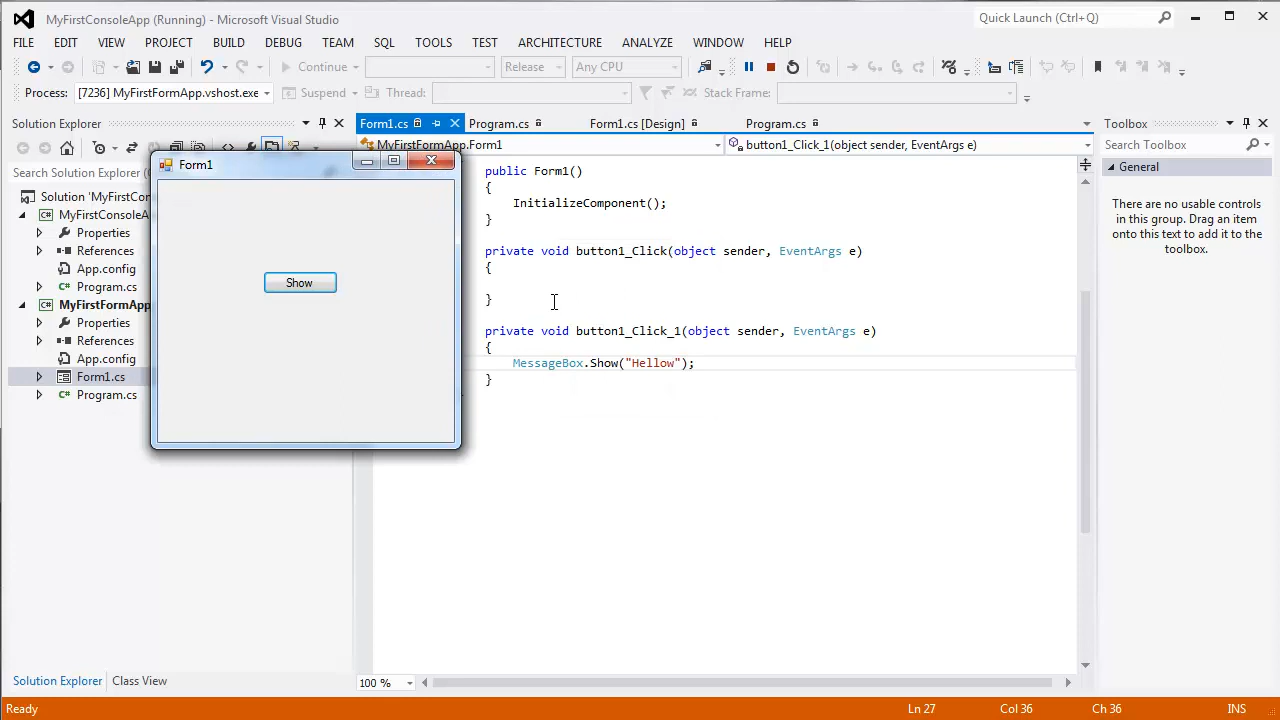 MyFirstConsoleApp (Running) - Microsoft Visual Studio
Quick Launch (Ctrl+Q)
FILE EDIT VIEW PROJECT BUILD DEBUG TEAM SQL TOOLS TEST ARCHITECTURE ANALYZE WINDOW HELP
Continue Release Any CPU
Process: [7236] MyFirstFormApp.vshost.exe Suspend Thread: Stack Frame:
Solution Explorer
Form1.cs Program.cs Form1.cs [Design] Program.cs
Toolbox
MyFirstFormApp.Form1
button1_Click_1(object sender, EventArgs e)
Search Toolbox
Search Solution Explorer
General
There are no usable controls
in this group. Drag an item
onto this text to add it to the
toolbox.
Solution 'MyFirstCon
MyFirstConsoleA
Properties
References
App.config
Program.cs
MyFirstFormApp
Properties
References
App.config
Form1.cs
Program.cs
Form1
Show
public Form1()
{
InitializeComponent();
}
private void button1_Click(object sender, EventArgs e)
{
}
private void button1_Click_1(object sender, EventArgs e)
{
MessageBox.Show("Hellow");
}
Solution Explorer Class View
100 %
Ready Ln 27 Col 36 Ch 36 INS